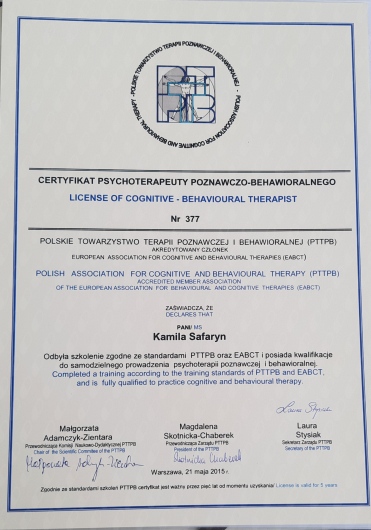 POLSKIE TOWARZYSTWO TERAPII POZNAWCZEJ I BEHAWIORALNEJ - POLISH ASSOCIATION FOR COGNITIVE AND BEHAVIOURAL THERAPY -
PT
PB
CERTYFIKAT PSYCHOTERAPEUTY POZNAWCZO-BEHAWIORALNEGO
LICENSE OF COGNITIVE - BEHAVIOURAL THERAPIST
Nr 377
POLSKIE TOWARZYSTWO TERAPII POZNAWCZEJ I BEHAWIORALNEJ (PTTPB)
AKREDYTOWANY CZŁONEK
EUROPEAN ASSOCIATION FOR COGNITIVE AND BEHAVIOURAL THERAPIES (EABCT)
POLISH ASSOCIATION FOR COGNITIVE AND BEHAVIOURAL THERAPY (PTTPB)
ACCREDITED MEMBER ASSOCIATION
OF THE EUROPEAN ASSOCIATION FOR BEHAVIOURAL AND COGNITIVE THERAPIES (EABCT)
ZAŚWIADCZA, ŻE
DECLARES THAT
PANI/ MS
Kamila Safaryn
Odbyła szkolenie zgodne ze standardami PTTPB oraz EABCT i posiada kwalifikacje
do samodzielnego prowadzenia psychoterapii poznawczej i behawioralnej.
Completed a training according to the training standards of PTTPB and EABCT,
and is fully qualified to practice cognitive and behavioural therapy.
Małgorzata
Adamczyk-Zientara
Przewodnicząca Komisji Naukowo-Dydaktycznej PTTPB
Chair of the Scientific Committee of the PTTPB
Magdalena
Skotnicka-Chaberek
Przewodnicząca Zarządu PTTPB
President of the PTTPB
Laura
Stysiak
Sekretarz Zarządu PTTPB
Secretary of the PTTPB
Warszawa, 21 maja 2015 r.
Zgodnie ze standardami szkoleń PTTPB certyfikat jest ważny przez pięć lat od momentu uzyskania/ License is valid for 5 years